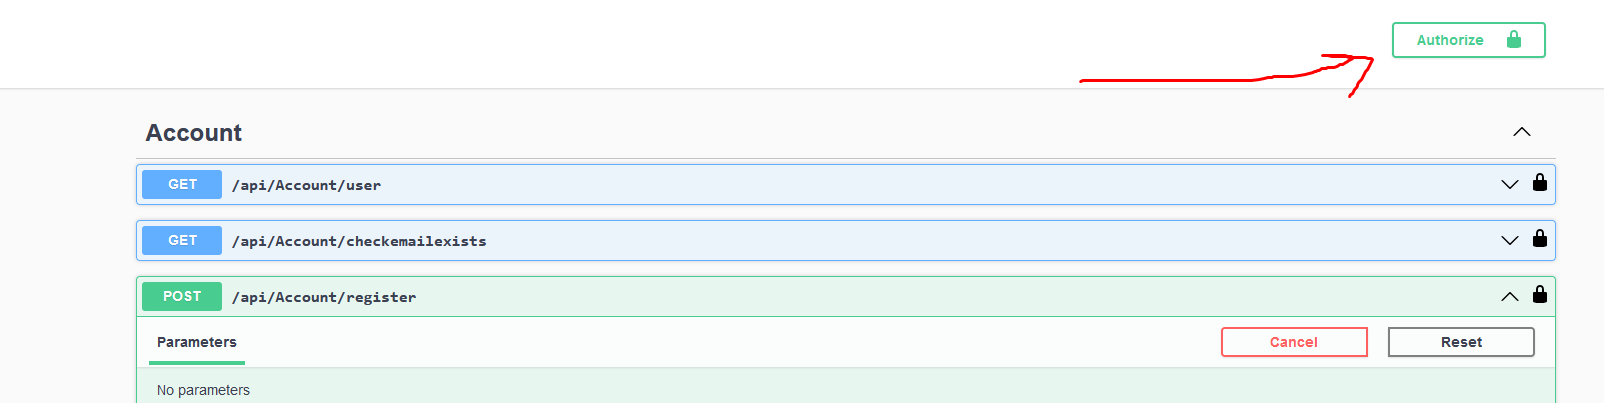 Authorize
Account
GET /api/Account/user
GET /api/Account/checkemailexists
POST /api/Account/register
Parameters Cancel Reset
No parameters